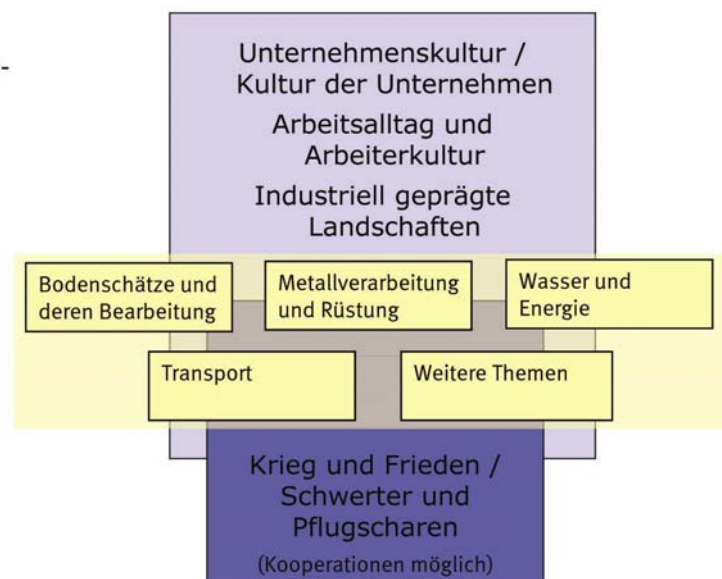 -
Unternehmenskultur /
Kultur der Unternehmen
Arbeitsalltag und
Arbeiterkultur
Industriell geprägte
Landschaften
Bodenschätze und
deren Bearbeitung
Metallverarbeitung
und Rüstung
Wasser und
Energie
Transport
Weitere Themen
Krieg und Frieden /
Schwerter und
Pflugscharen
(Kooperationen möglich)